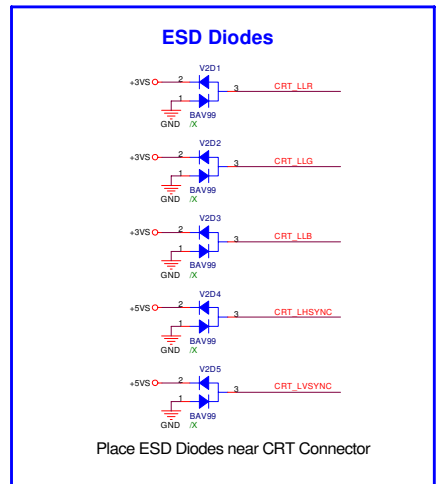 ESD Diodes
V2D1
+3VS 2
3 CRT_LLR
1
BAV99
GND /X
V2D2
+3VS 2
3 CRT_LLG
1
BAV99
GND /X
V2D3
+3VS 2
3 CRT_LLB
1
BAV99
GND /X
V2D4
+5VS 2
3 CRT_LHSYNC
1
BAV99
GND /X
V2D5
+5VS 2
3 CRT_LVSYNC
1
BAV99
GND /X
Place ESD Diodes near CRT Connector